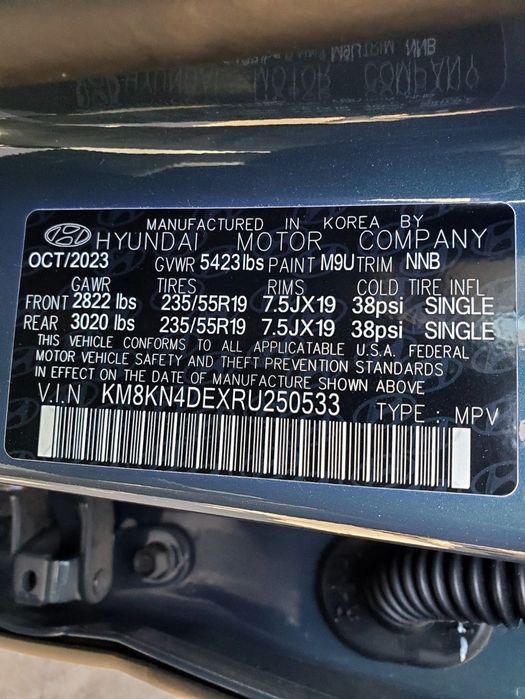 MANUFACTURED IN KOREA BY
HYUNDAI MOTOR COMPANY
OCT/2023 GVWR 5423lbs PAINT M9U TRIM NNB
GAWR TIRES RIMS COLD TIRE INFL
FRONT 2822 lbs 235/55R19 7.5JX19 38psi SINGLE
REAR 3020 lbs 235/55R19 7.5JX19 38psi SINGLE
THIS VEHICLE CONFORMS TO ALL APPLICATABLE U.S.A. FEDERAL
MOTOR VEHICLE SAFETY AND THEFT PREVENTION STANDARDS
IN EFFECT ON THE DATE OF MANUFACTURING SHOWN ABOVE
V.I.N KM8KN4DEXRU250533 TYPE : MPV